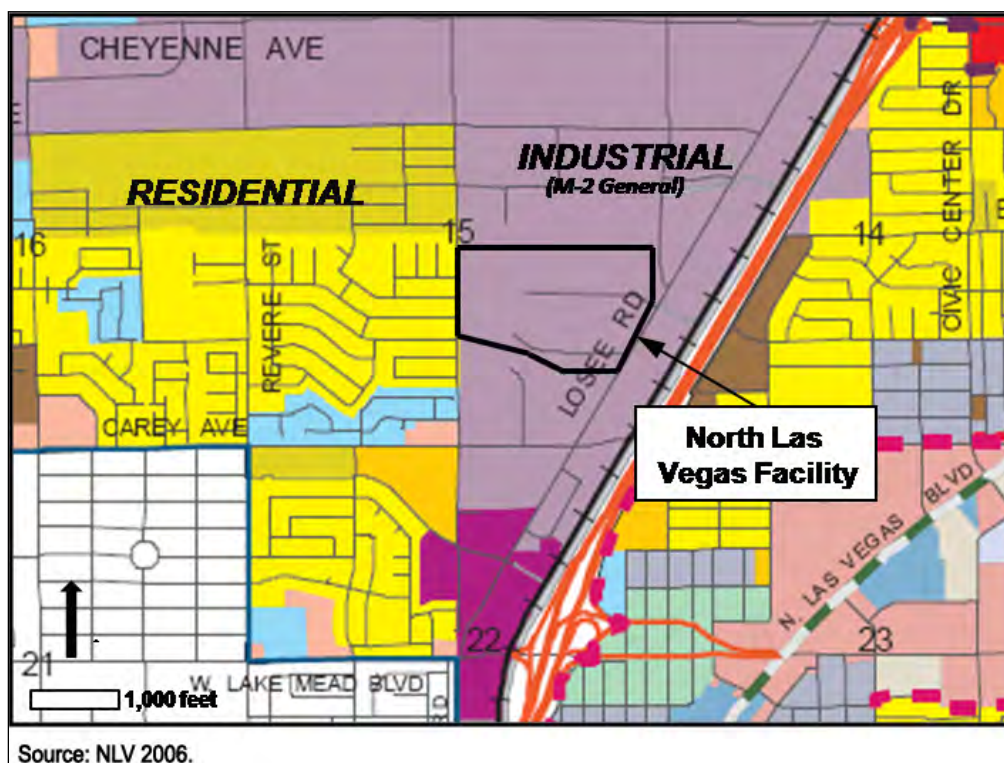 CHEYENNE AVE
CIVIC CENTER DR
INDUSTRIAL
(M-2 General)
RESIDENTIAL
16
15
14
REVERE ST
LOSEE RD
CAREY AVE
North Las
Vegas Facility
N. LAS VEGAS BLVD
21
22
23
W. LAKE MEAD BLVD
RD
1,000 feet
Source: NLV 2006.